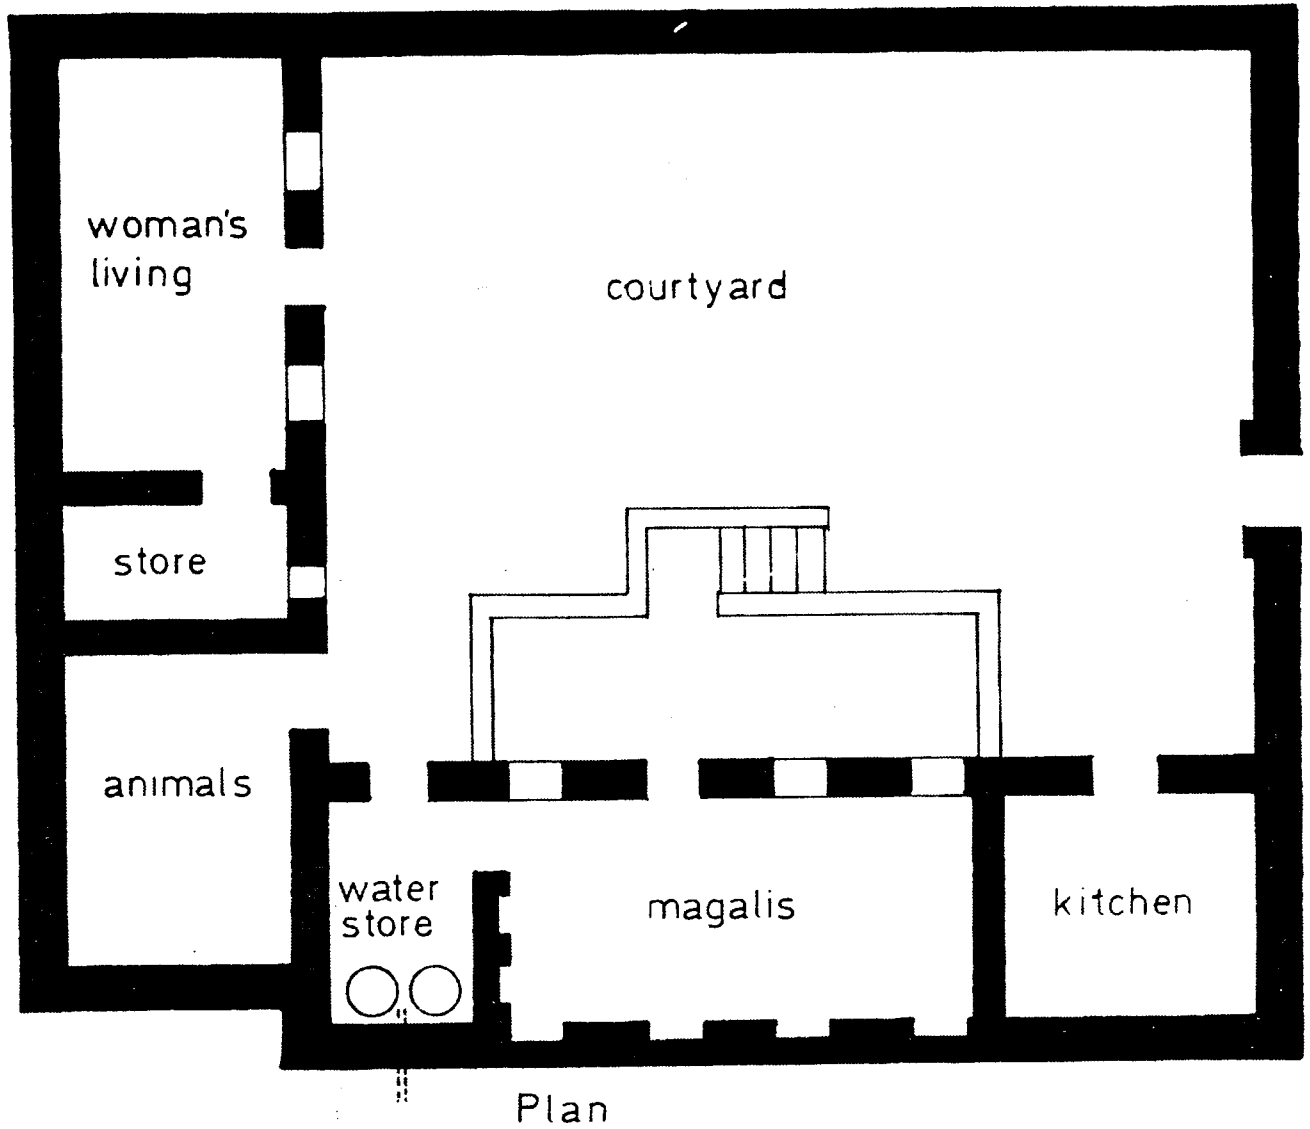 woman's
living
courtyard
store
animals
water
store
magalis
kitchen
Plan